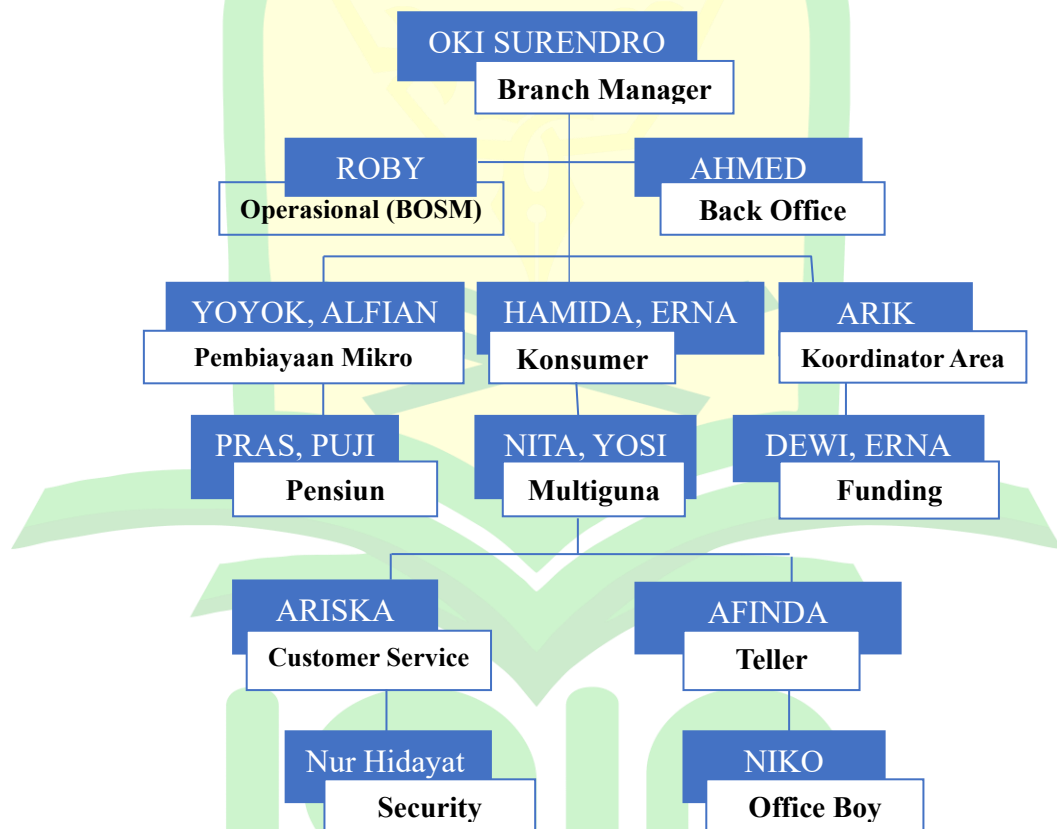 OKI SURENDRO
Branch Manager
ROBY
Operasional (BOSM)
AHMED
Back Office
YOYOK, ALFIAN
Pembiayaan Mikro
HAMIDA, ERNA
Konsumer
ARIK
Koordinator Area
PRAS, PUJI
Pensiun
NITA, YOSI
Multiguna
DEWI, ERNA
Funding
ARISKA
Customer Service
AFINDA
Teller
Nur Hidayat
Security
NIKO
Office Boy